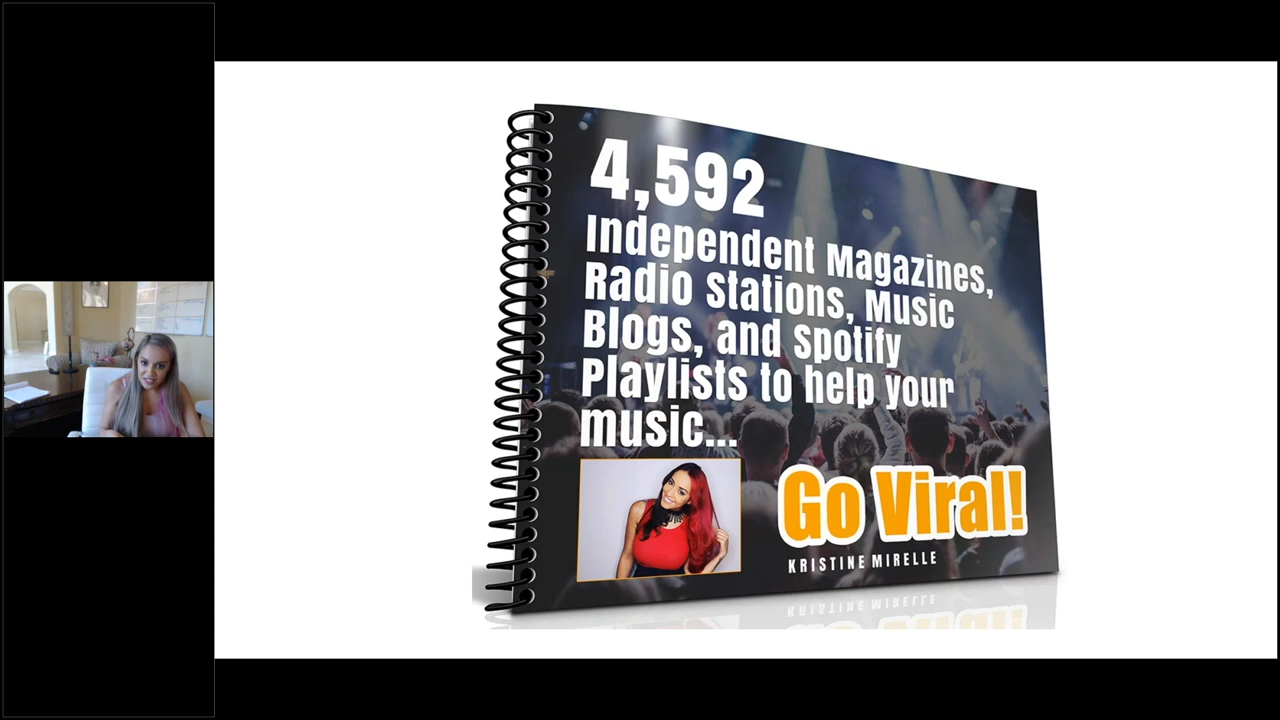 4,592
Independent Magazines,
Radio Stations, Music
Blogs, and Spotify
Playlists to help your
music...
Go Viral!
KRISTINE MIRELLE